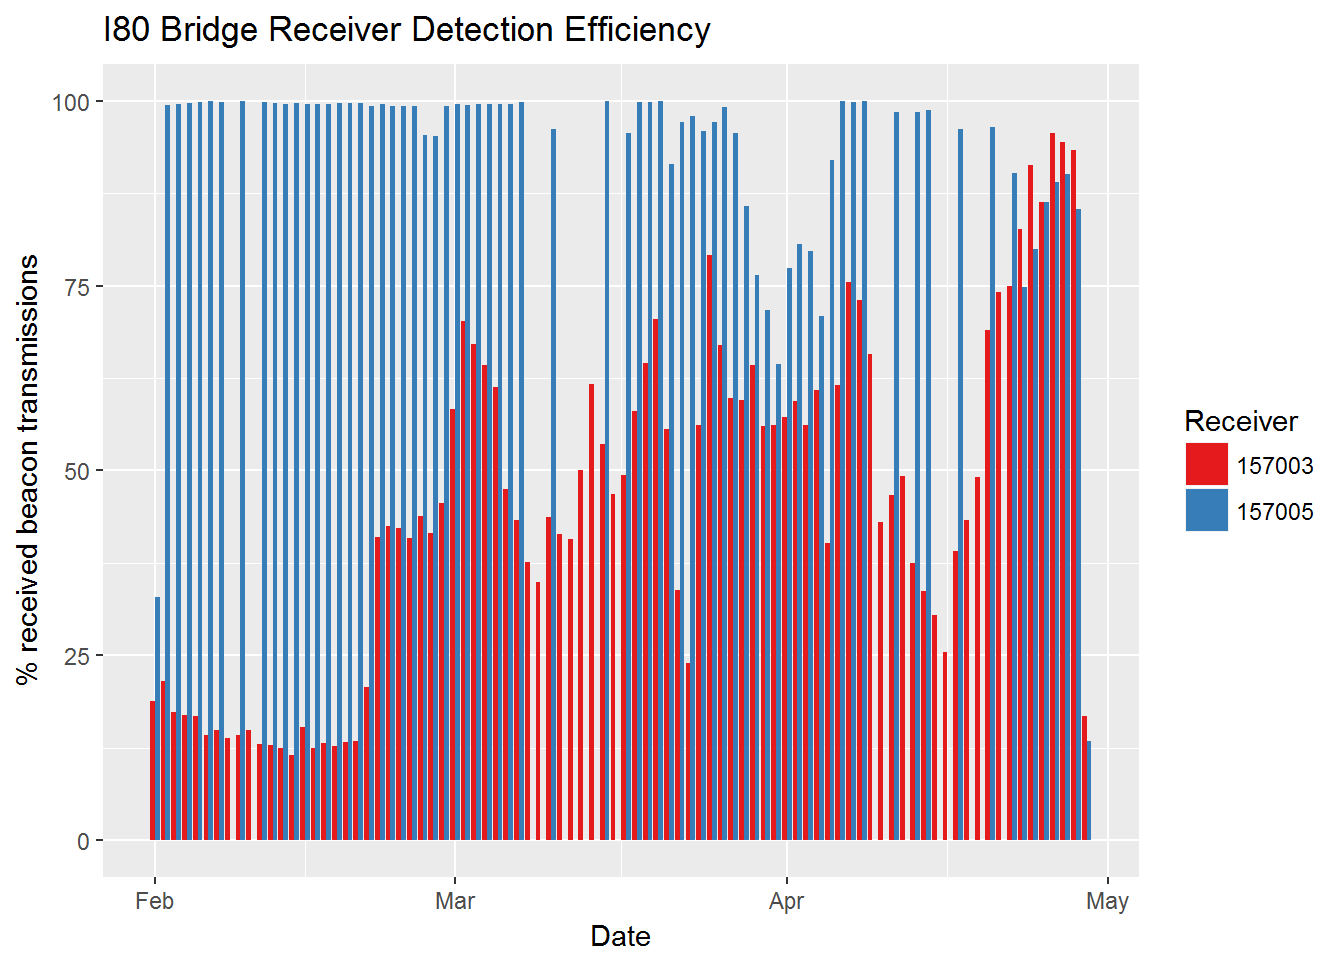 I80 Bridge Receiver Detection Efficiency
% received beacon transmissions
100
75
50
25
0
Feb
Mar
Apr
May
Date
Receiver
157003
157005